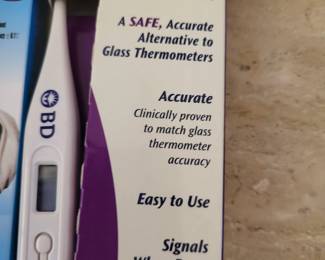 A SAFE, Accurate
Alternative to
Glass Thermometers
Accurate
Clinically proven
to match glass
thermometer
accuracy
Easy to Use
Signals
BD